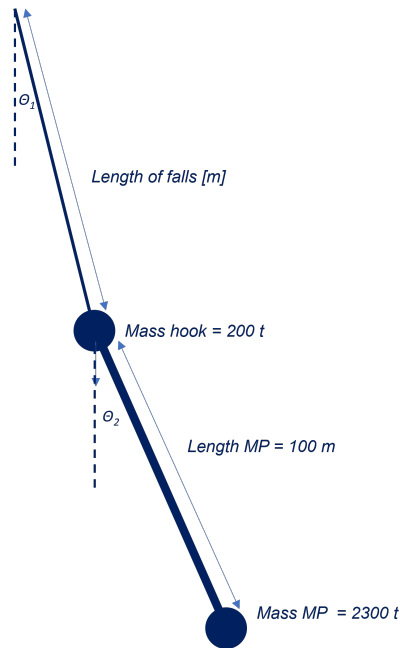 Θ1
Length of falls [m]
Mass hook = 200 t
Θ2
Length MP = 100 m
Mass MP  = 2300 t